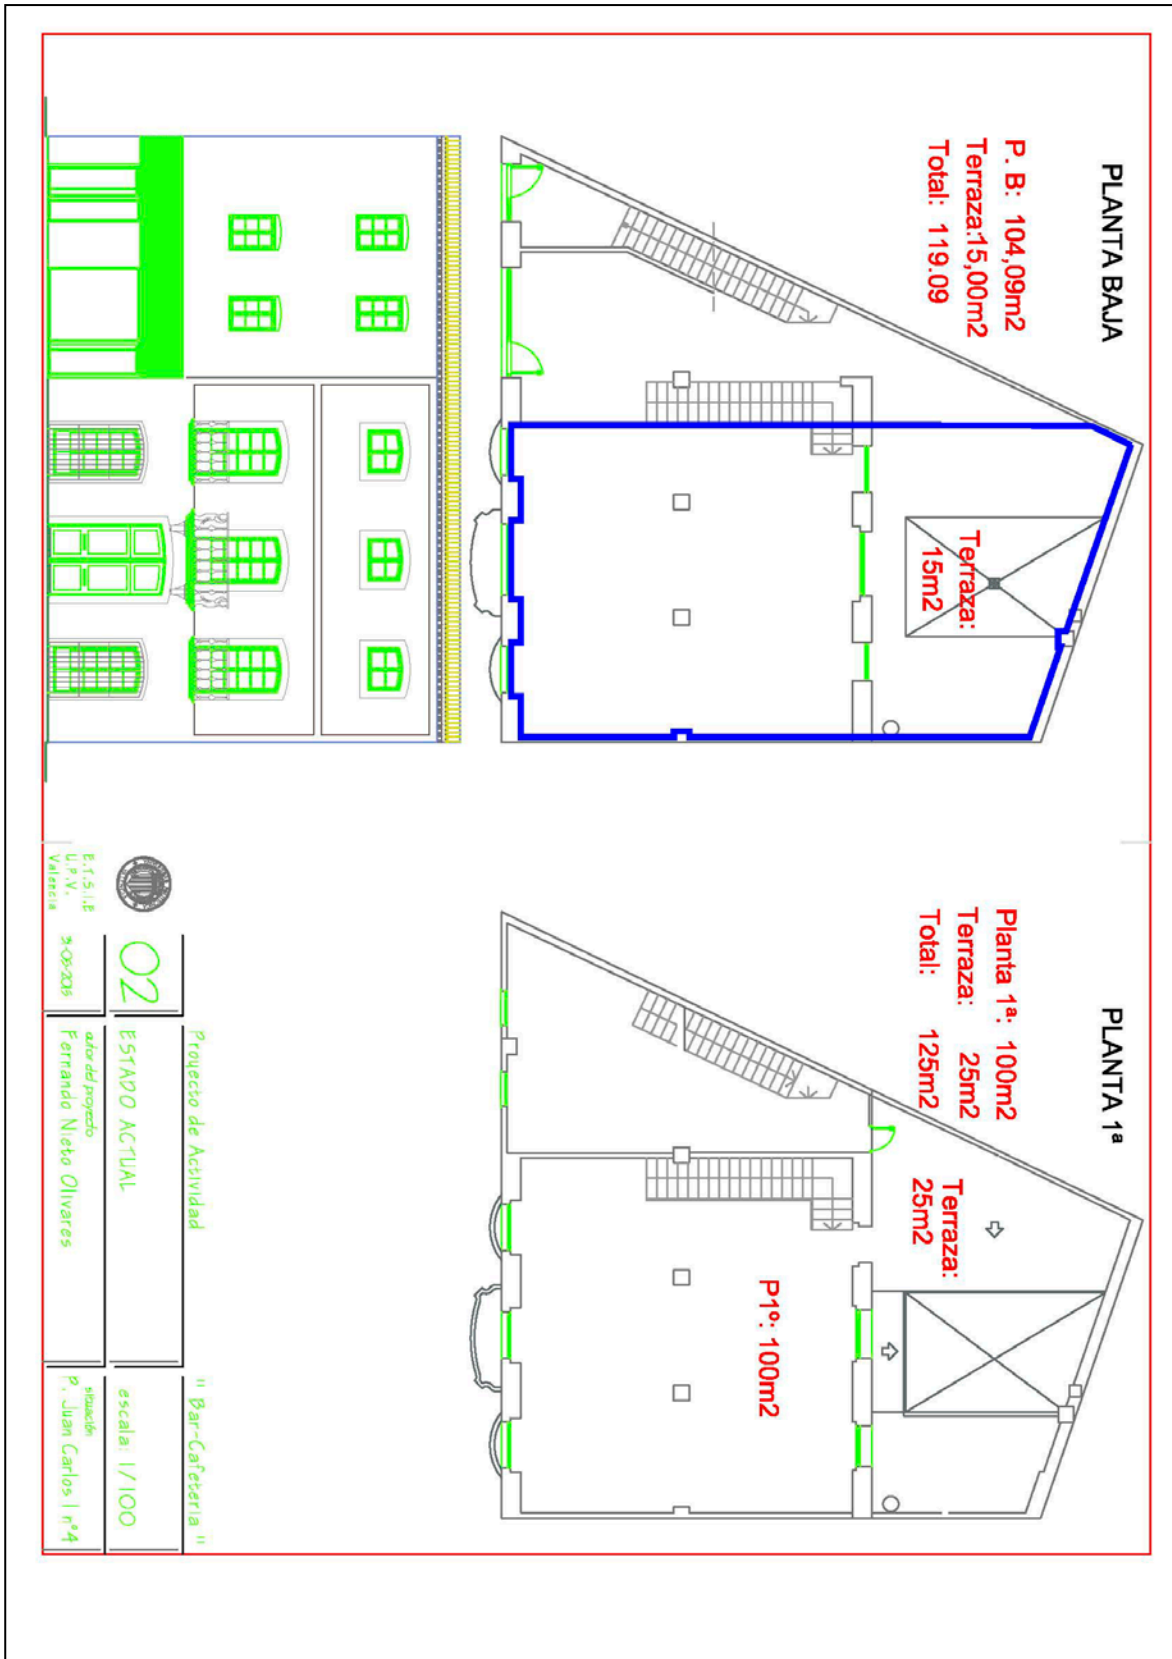 PLANTA BAJA
P. B: 104,09m2
Terraza:15,00m2
Total: 119.09
Terraza:
15m2
PLANTA 1ª
Planta 1ª: 100m2
Terraza: 25m2
Total: 125m2
Terraza:
25m2
P1º: 100m2
Proyecto de Actividad
" Bar-Cafeteria "
02
ESTADO ACTUAL
escala: 1/100
E.T.S.I.E
U.P.V.
Valencia
autor del proyecto
Fernando Nieto Olivares
situación
P. Juan Carlos I nº4